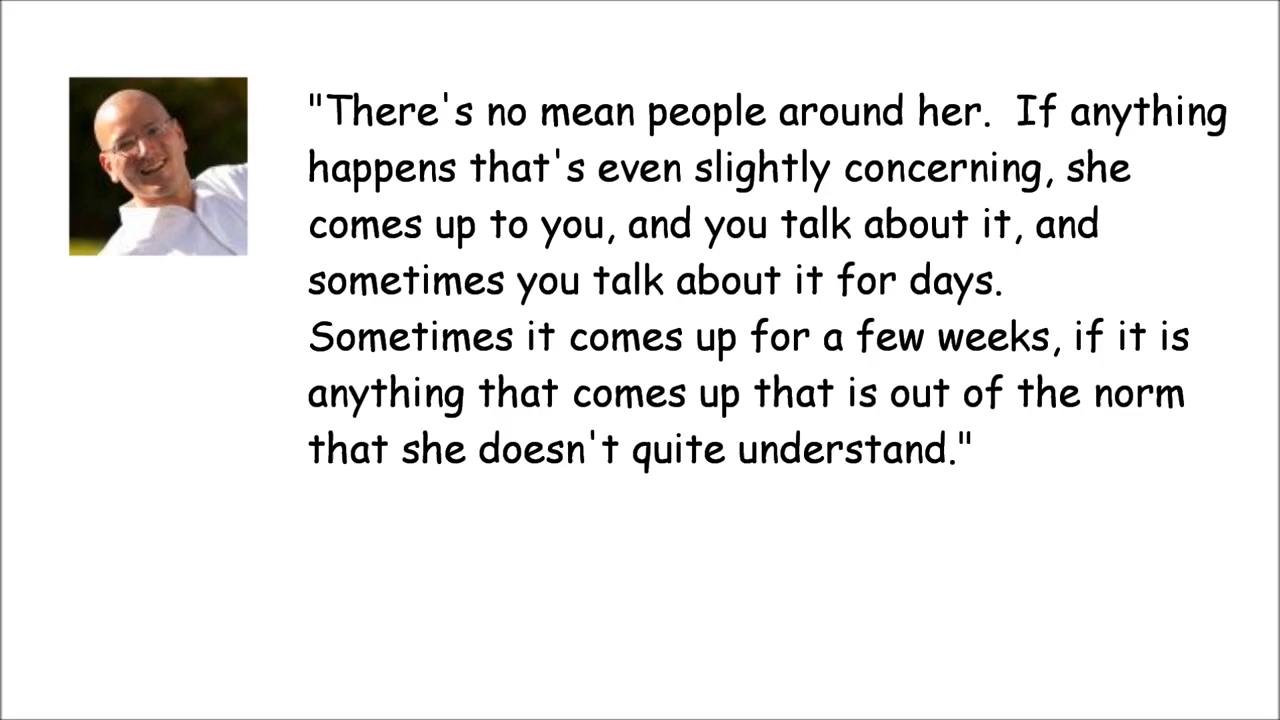 "There's no mean people around her.  If anything
happens that's even slightly concerning, she
comes up to you, and you talk about it, and
sometimes you talk about it for days.
Sometimes it comes up for a few weeks, if it is
anything that comes up that is out of the norm
that she doesn't quite understand."